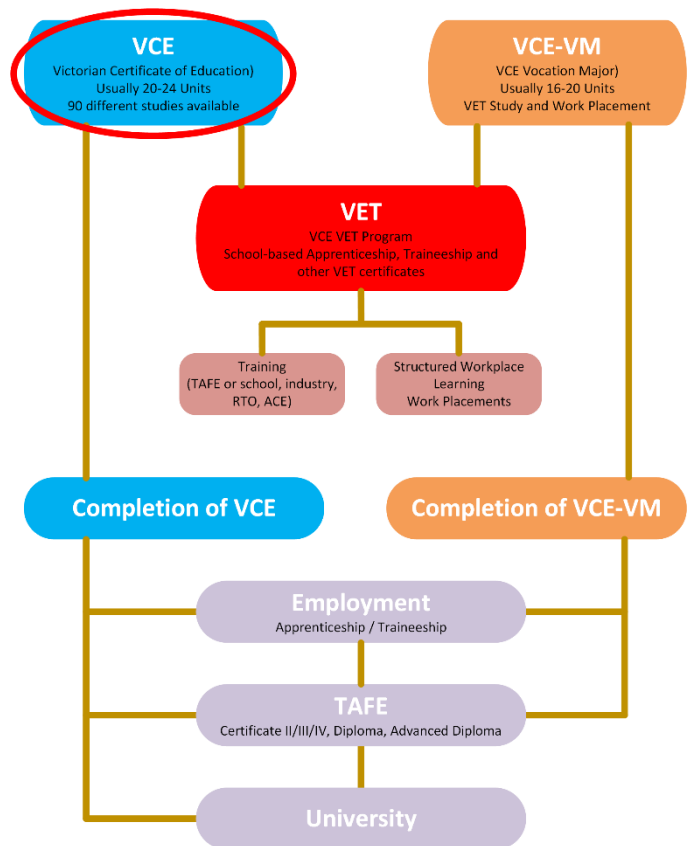 VCE
Victorian Certificate of Education)
Usually 20-24 Units
90 different studies available
VCE-VM
VCE Vocation Major)
Usually 16-20 Units
VET Study and Work Placement
VET
VCE VET Program
School-based Apprenticeship, Traineeship and
other VET certificates
Training
(TAFE or school, industry,
RTO, ACE)
Structured Workplace
Learning
Work Placements
Completion of VCE
Completion of VCE-VM
Employment
Apprenticeship / Traineeship
TAFE
Certificate II/III/IV, Diploma, Advanced Diploma
University